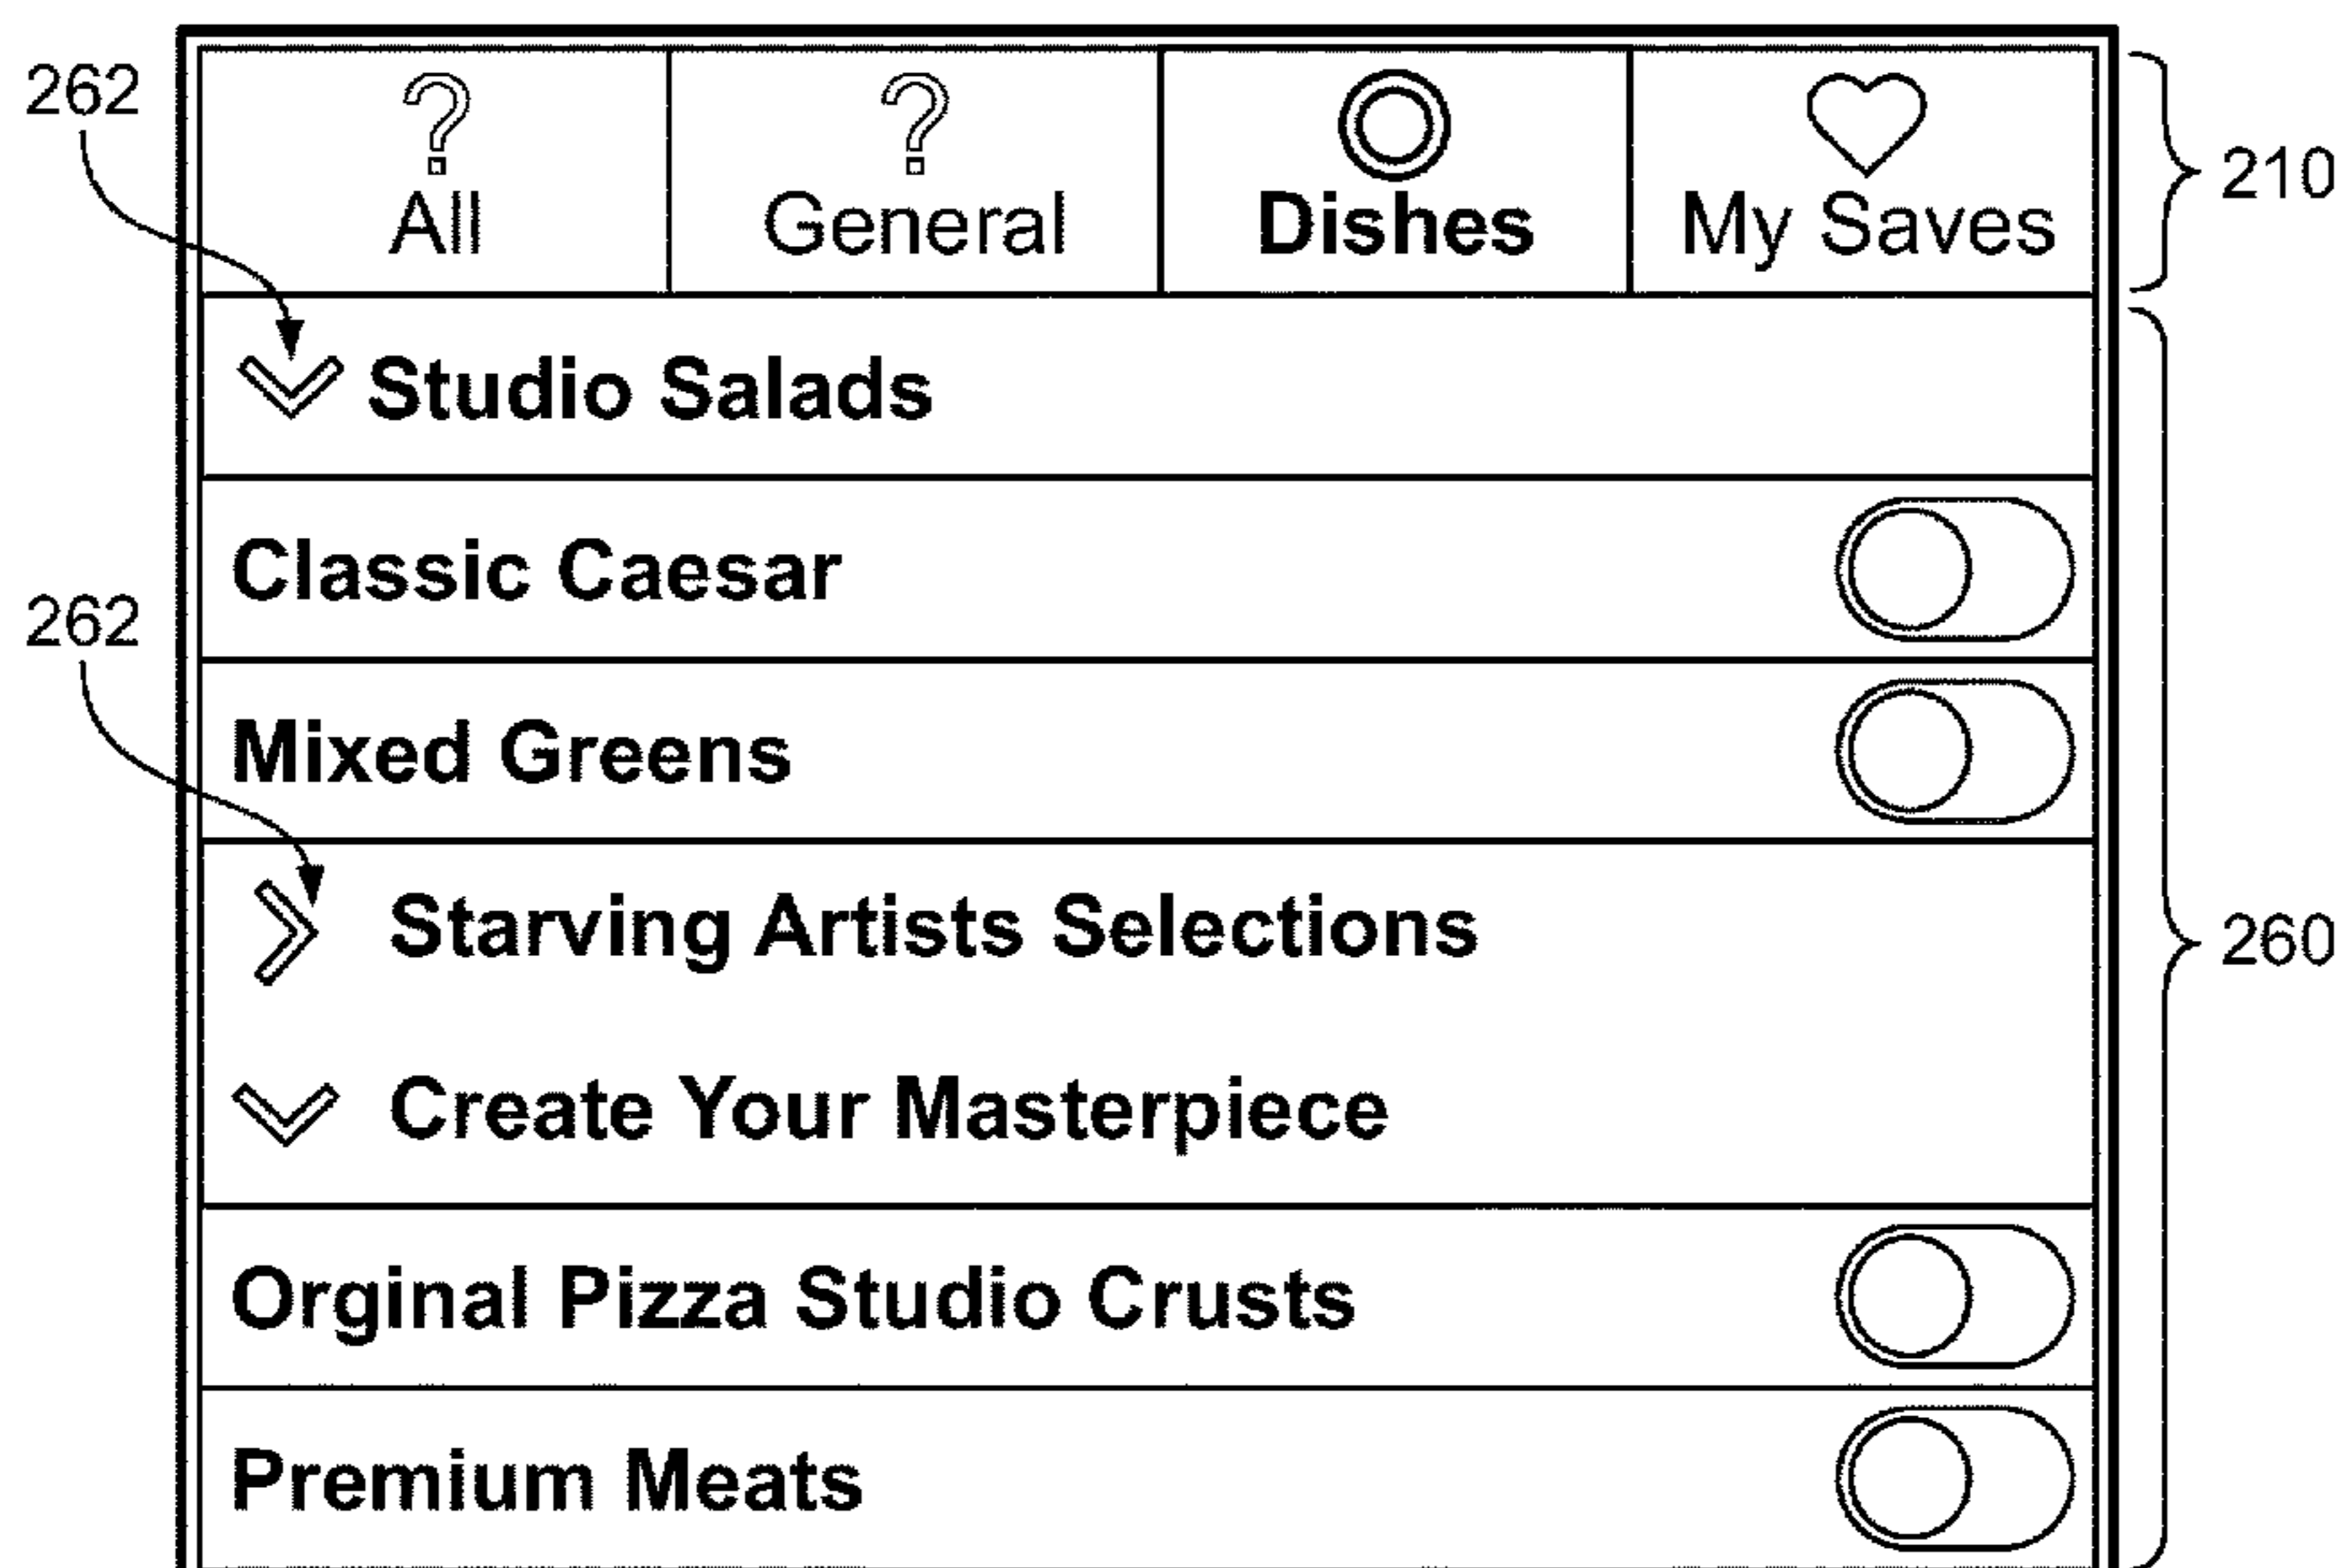 262
All General Dishes My Saves
210
Studio Salads
Classic Caesar
262
Mixed Greens
Starving Artists Selections
260
Create Your Masterpiece
Orginal Pizza Studio Crusts
Premium Meats